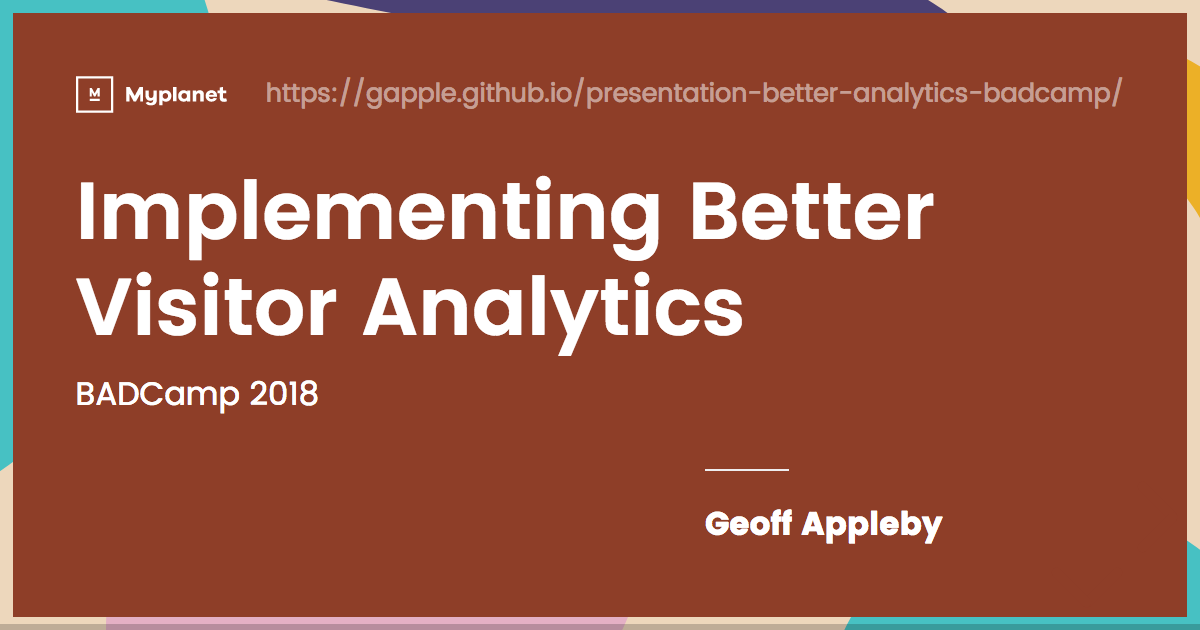 M
Myplanet
https://gapple.github.io/presentation-better-analytics-badcamp/
Implementing Better
Visitor Analytics
BADCamp 2018
Geoff Appleby